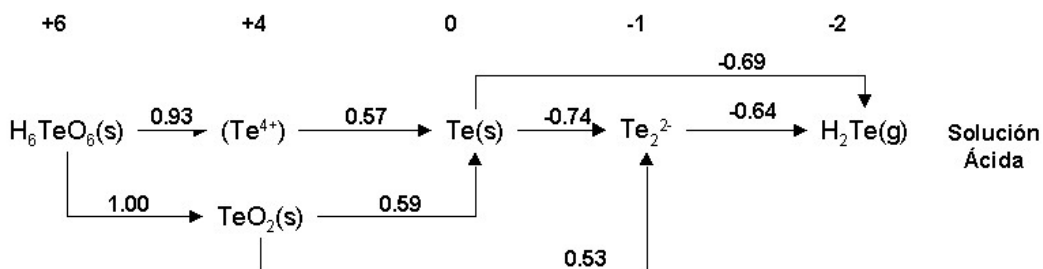 +6 +4 0 -1 -2
-0.69
H₆TeO₆(s) 0.93 (Te⁴⁺) 0.57 Te(s) -0.74 Te₂²⁻ -0.64 H₂Te(g) Solución
Ácida
1.00 TeO₂(s) 0.59
0.53